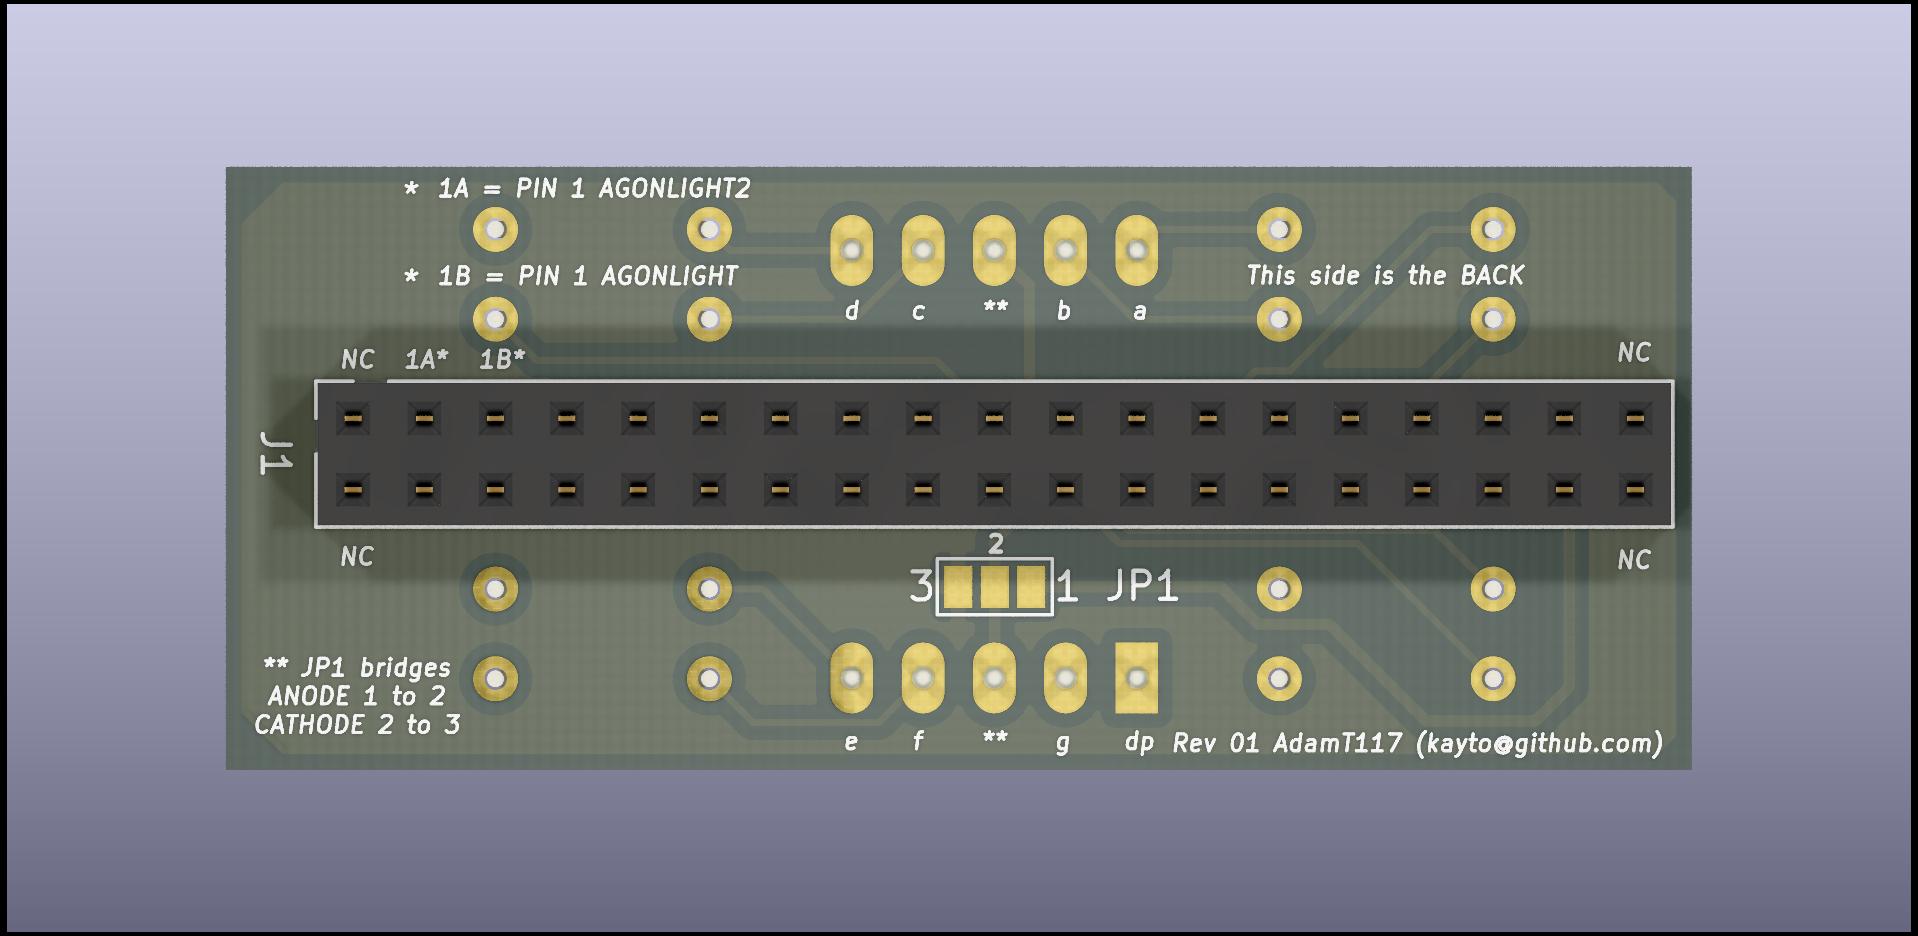 * 1A = PIN 1 AGONLIGHT2
* 1B = PIN 1 AGONLIGHT
This side is the BACK
d c ** b a
NC 1A* 1B*
NC
J1
NC
NC
2
3 1 JP1
** JP1 bridges
ANODE 1 to 2
CATHODE 2 to 3
e f ** g dp
Rev 01 AdamT117 (kayto@github.com)